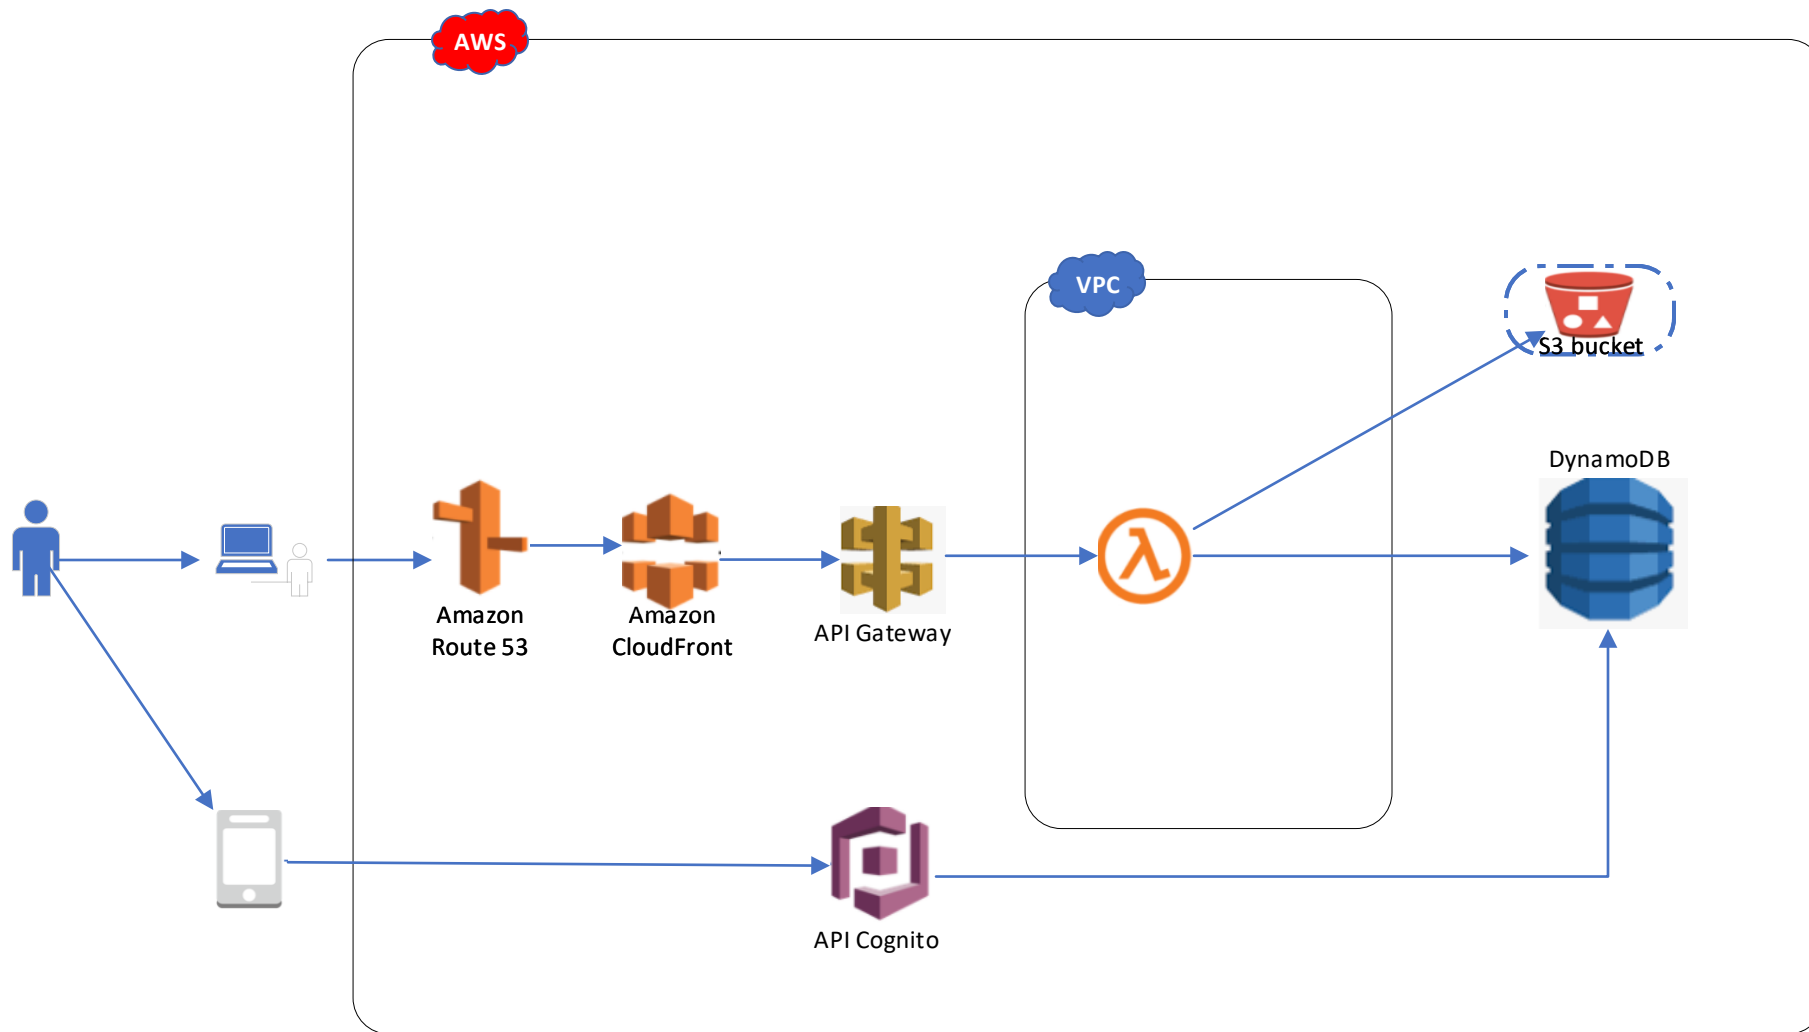 AWS
VPC
S3 bucket
DynamoDB
Amazon
Route 53
Amazon
CloudFront
API Gateway
API Cognito